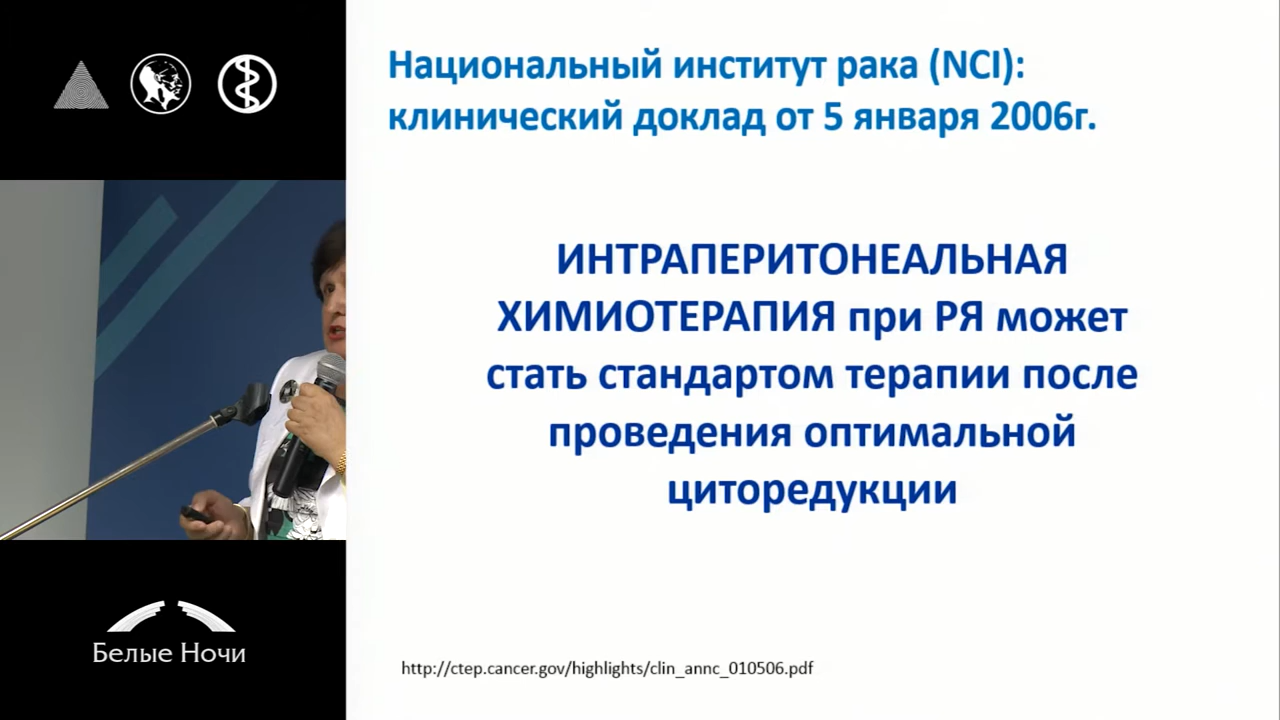 Национальный институт рака (NCI):
клинический доклад от 5 января 2006г.
ИНТРАПЕРИТОНЕАЛЬНАЯ
ХИМИОТЕРАПИЯ при РЯ может
стать стандартом терапии после
проведения оптимальной
циторедукции
http://ctep.cancer.gov/highlights/clin_annc_010506.pdf
Белые Ночи